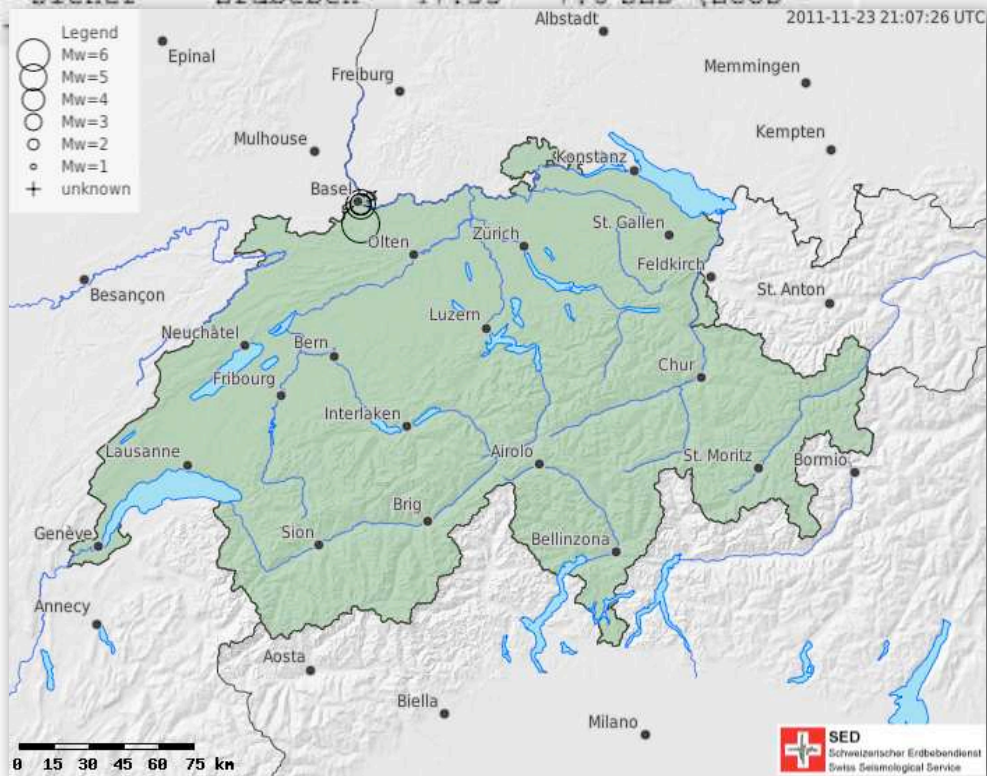 2011-11-23 21:07:26 UTC
Legend
Mw=6
Mw=5
Mw=4
Mw=3
Mw=2
Mw=1
unknown
Albstadt
Epinal
Freiburg
Memmingen
Mulhouse
Kempten
Konstanz
Basel
St. Gallen
Zürich
Olten
Feldkirch
Besançon
St. Anton
Luzern
Neuchâtel
Bern
Chur
Fribourg
Interlaken
Lausanne
Airolo
St. Moritz
Bormio
Brig
Genève
Sion
Bellinzona
Annecy
Aosta
Biella
Milano
0 15 30 45 60 75 km
SED
Schweizerischer Erdbebendienst
Swiss Seismological Service